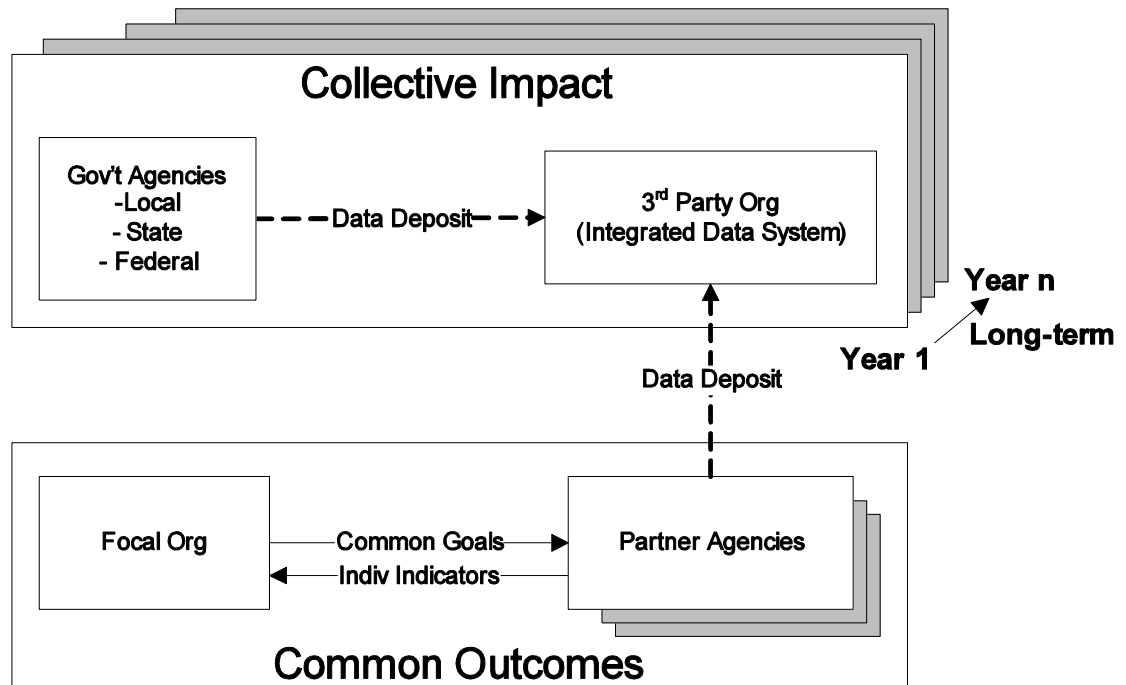 Collective Impact
Gov't Agencies
-Local
- State
- Federal
Data Deposit
3rd Party Org
(Integrated Data System)
Year n
Long-term
Year 1
Data Deposit
Focal Org
Common Goals
Indiv Indicators
Partner Agencies
Common Outcomes